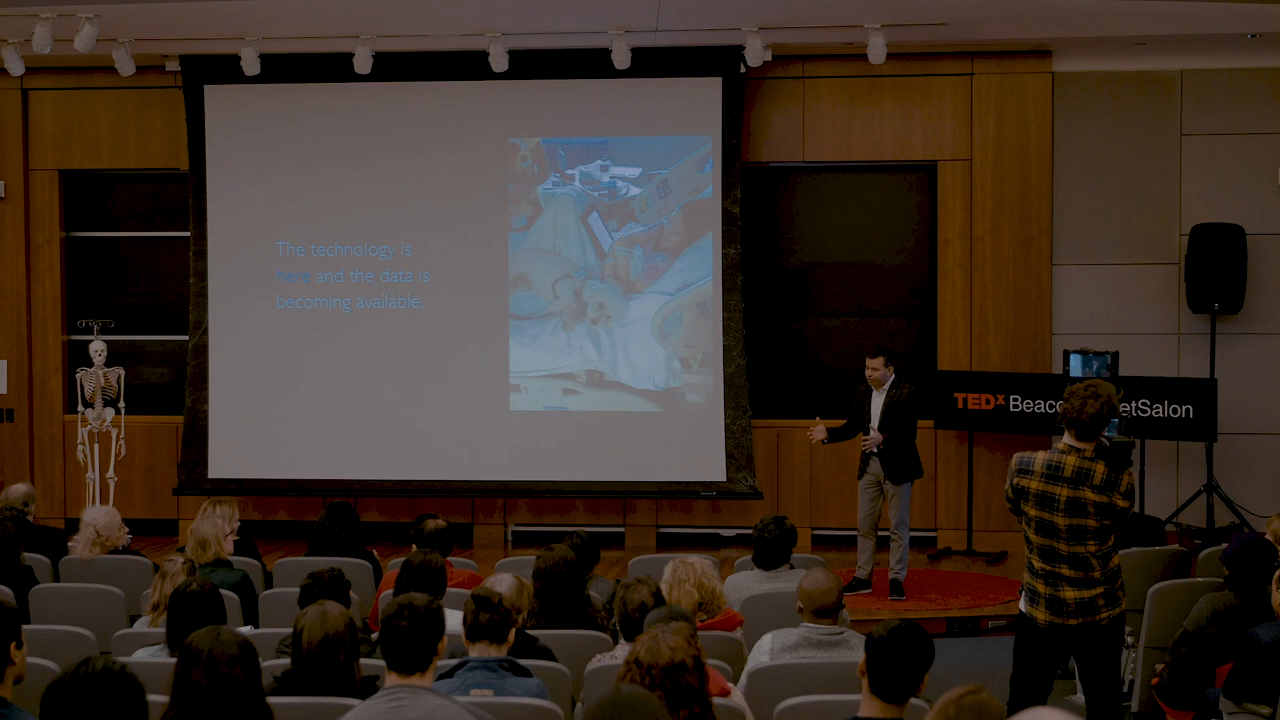 The technology is
here and the data is
becoming available.
TEDx Beaco etSalon